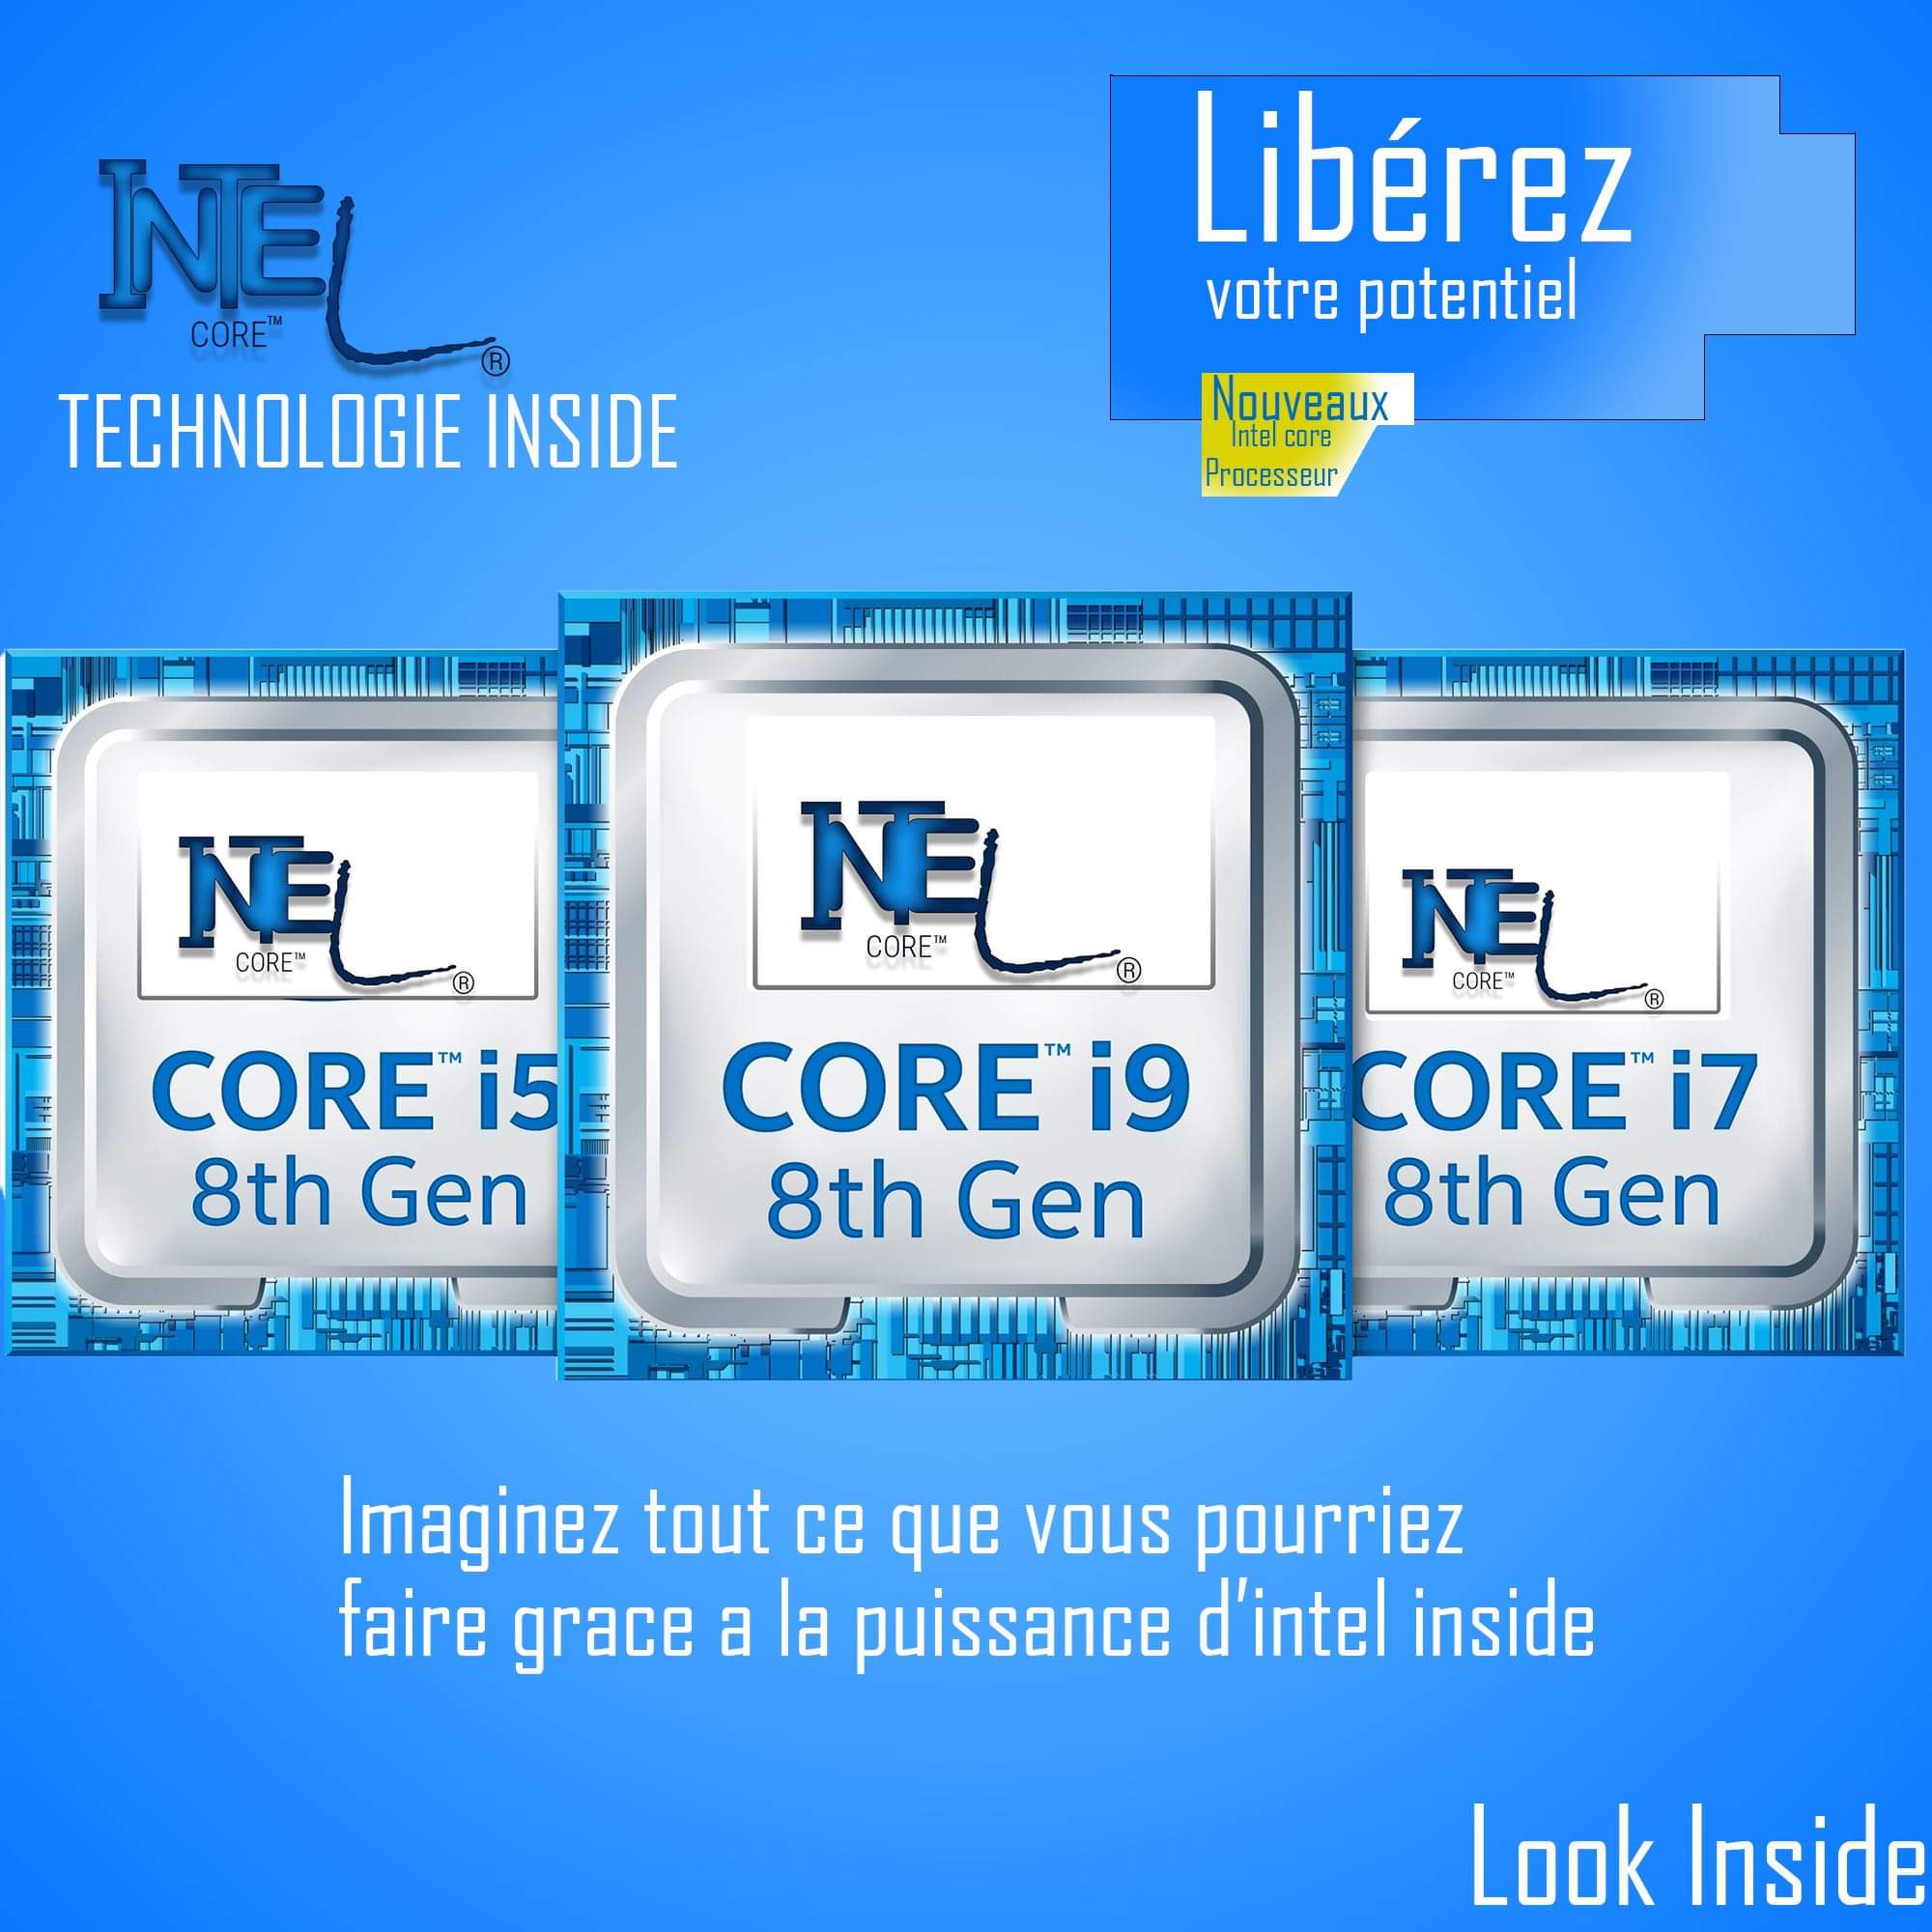 INTEL
CORE™
®
TECHNOLOGIE INSIDE
Libérez
votre potentiel
Nouveaux
Intel core
Processeur
INTEL
CORE™
®
CORE™ i5
8th Gen
INTEL
CORE™
®
CORE™ i9
8th Gen
INTEL
CORE™
®
CORE™ i7
8th Gen
Imaginez tout ce que vous pourriez
faire grace a la puissance d'intel inside
Look Inside